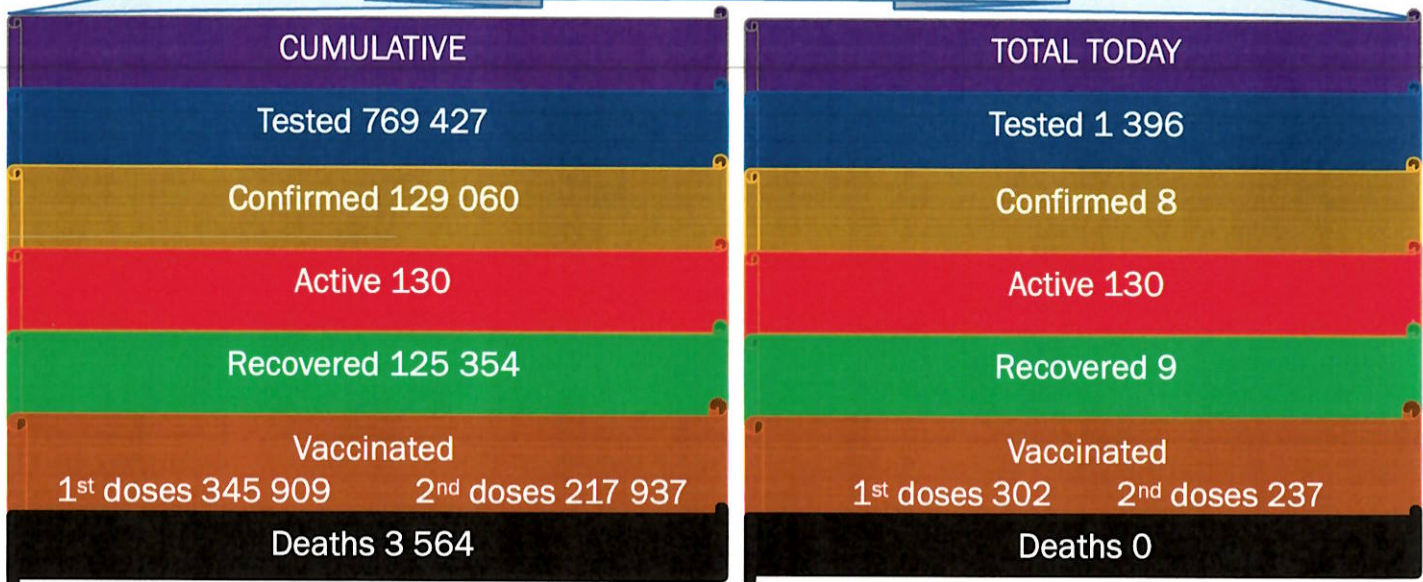 CUMULATIVE
Tested 769 427
Confirmed 129 060
Active 130
Recovered 125 354
Vaccinated
1st doses 345 909 2nd doses 217 937
Deaths 3 564
TOTAL TODAY
Tested 1 396
Confirmed 8
Active 130
Recovered 9
Vaccinated
1st doses 302 2nd doses 237
Deaths 0